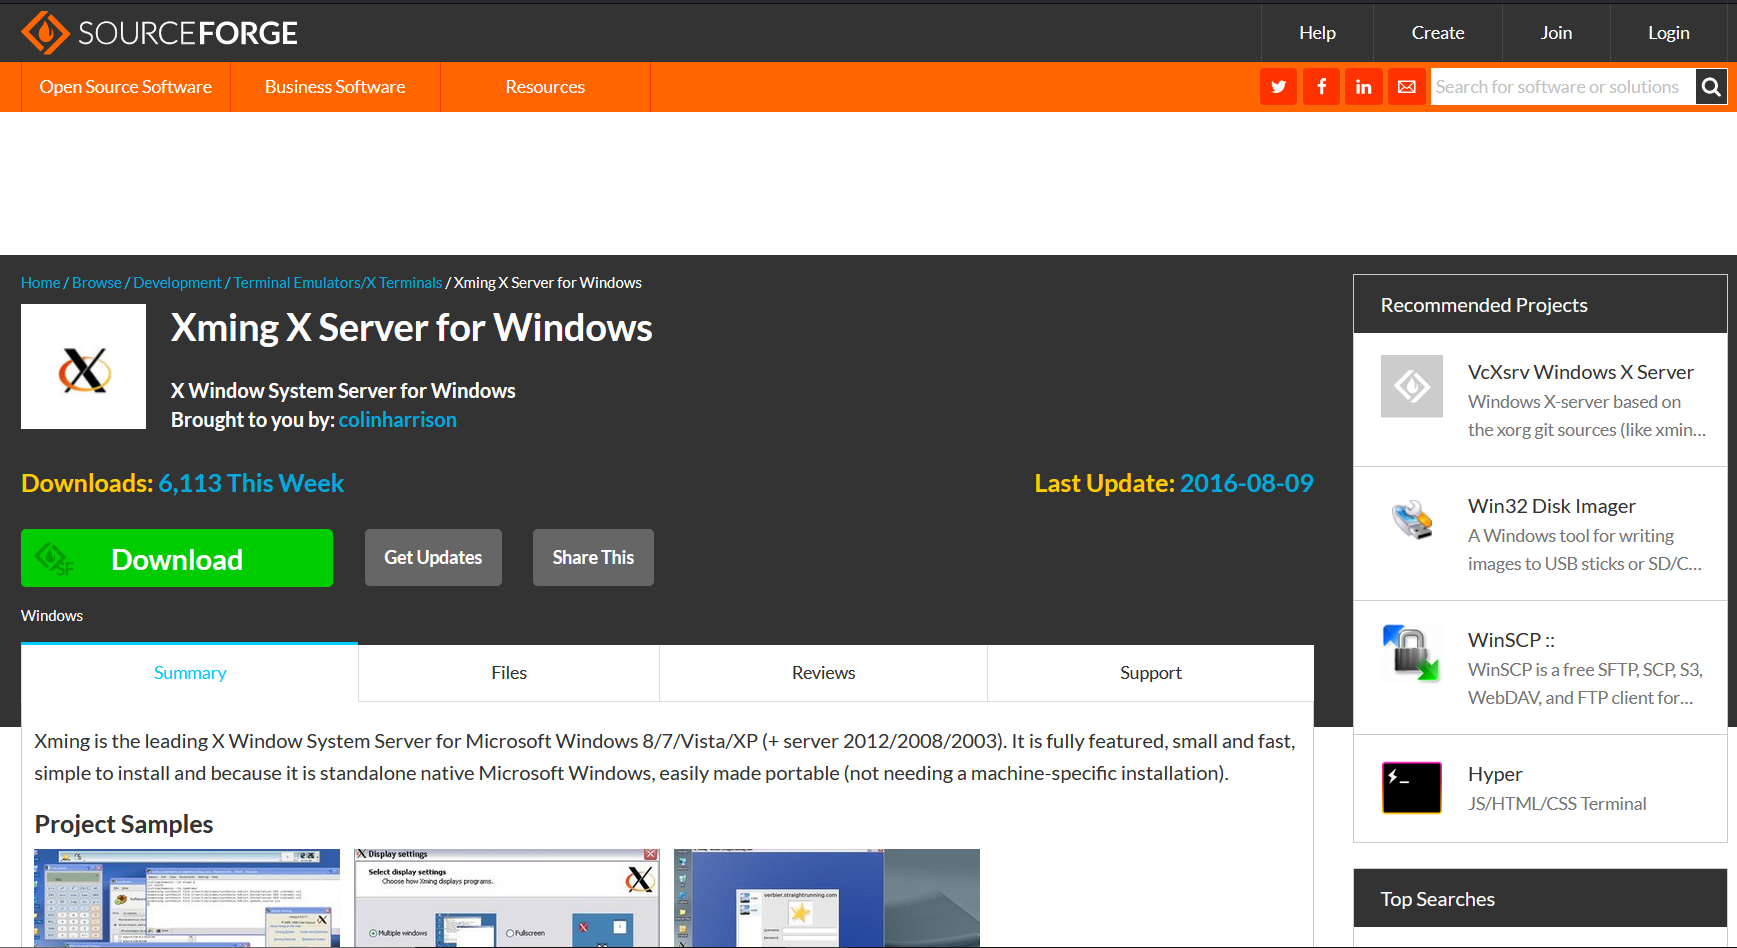 SOURCEFORGE
Help
Create
Join
Login
Open Source Software
Business Software
Resources
Search for software or solutions
Home / Browse / Development / Terminal Emulators/X Terminals / Xming X Server for Windows
Xming X Server for Windows
X Window System Server for Windows
Brought to you by: colinharrison
Downloads: 6,113 This Week
Last Update: 2016-08-09
SF
Download
Get Updates
Share This
Windows
Summary
Files
Reviews
Support
Xming is the leading X Window System Server for Microsoft Windows 8/7/Vista/XP (+ server 2012/2008/2003). It is fully featured, small and fast,
simple to install and because it is standalone native Microsoft Windows, easily made portable (not needing a machine-specific installation).
Project Samples
12:26
Display settings
Select display settings
Choose how Xming displays programs.
Multiple windows
Fullscreen
verbier.straightrunning.com
Recommended Projects
VcXsrv Windows X Server
Windows X-server based on
the xorg git sources (like xmin...
Win32 Disk Imager
A Windows tool for writing
images to USB sticks or SD/C...
WinSCP ::
WinSCP is a free SFTP, SCP, S3,
WebDAV, and FTP client for...
Hyper
JS/HTML/CSS Terminal
Top Searches